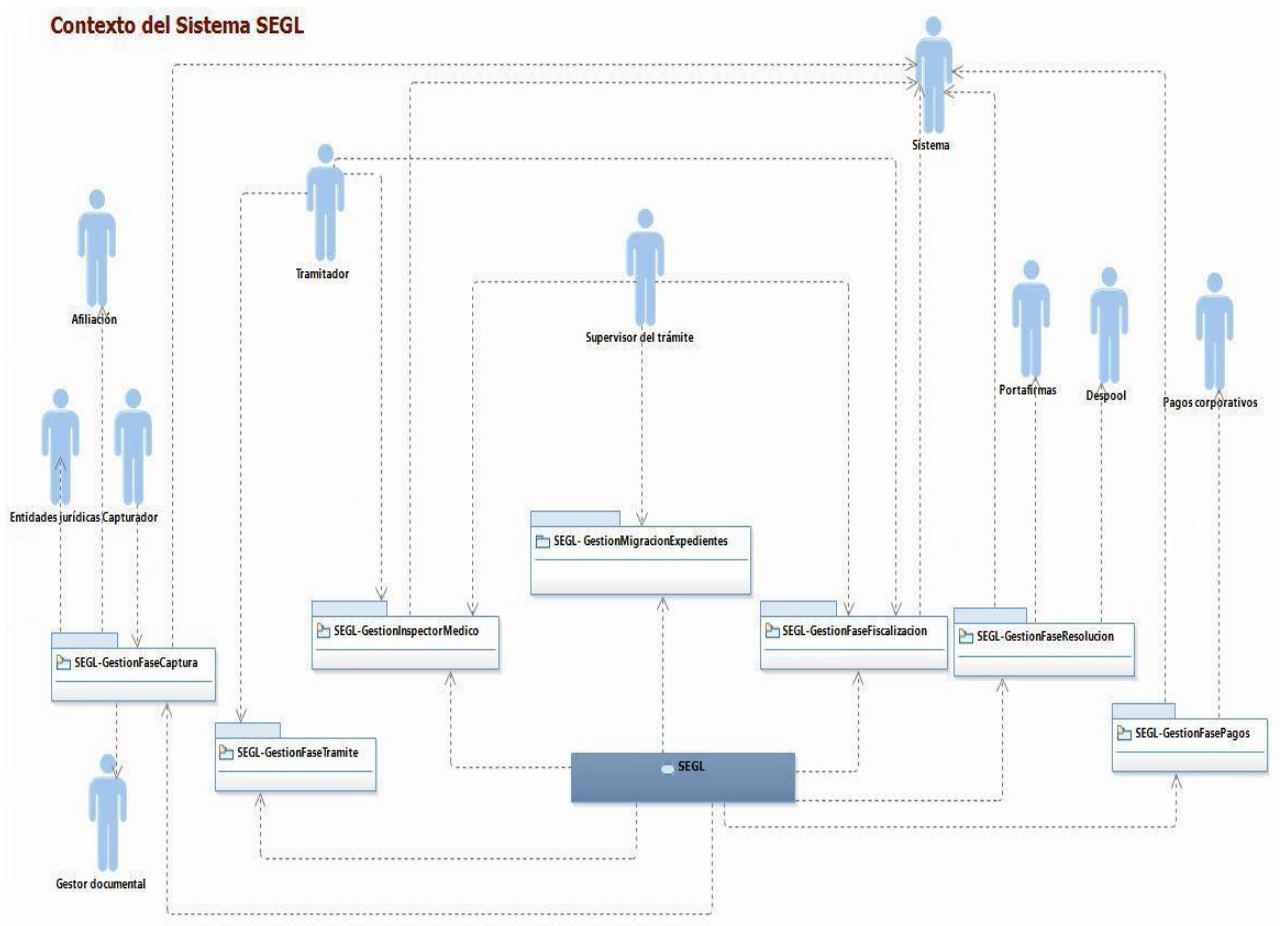 Contexto del Sistema SEGL
Sistema
Tramitador
Afiliación
Supervisor del trámite
Portafirmas
Despool
Pagos corporativos
Entidades jurídicas
Capturador
SEGL- GestionMigracionExpedientes
SEGL-GestionInspectorMedico
SEGL-GestionFaseFiscalizacion
SEGL-GestionFaseResolucion
SEGL-GestionFaseCaptura
SEGL-GestionFasePagos
SEGL-GestionFaseTramite
SEGL
Gestor documental